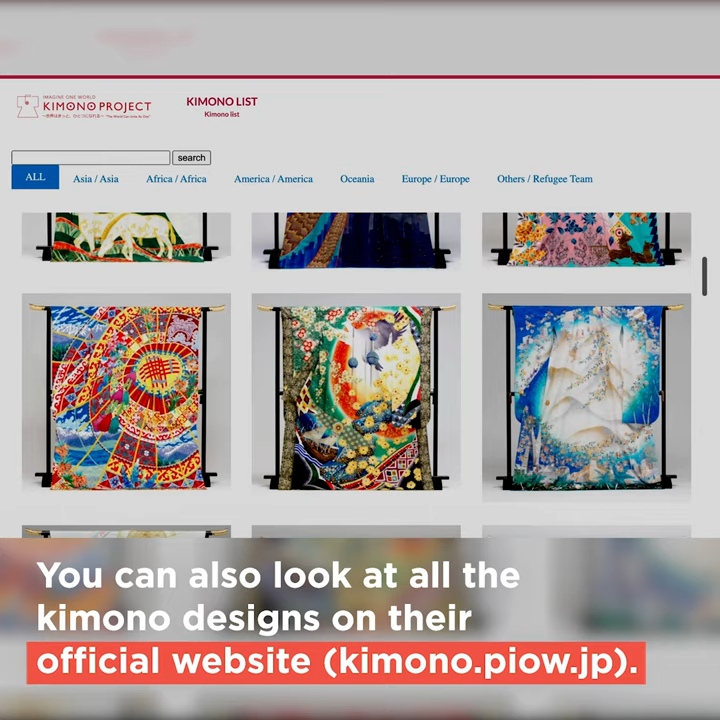 IMAGINE ONE WORLD
KIMONO PROJECT
KIMONO LIST
Kimono list
search
ALL
Asia / Asia
Africa / Africa
America / America
Oceania
Europe / Europe
Others / Refugee Team
You can also look at all the
kimono designs on their
official website (kimono.piow.jp).